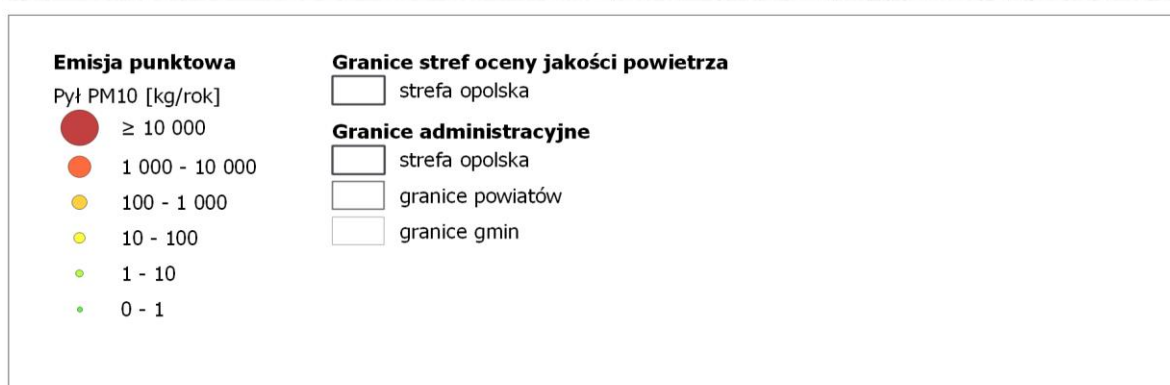 Emisja punktowa
Pył PM10 [kg/rok]
≥ 10 000
1 000 - 10 000
100 - 1 000
10 - 100
1 - 10
0 - 1
Granice stref oceny jakości powietrza
strefa opolska
Granice administracyjne
strefa opolska
granice powiatów
granice gmin